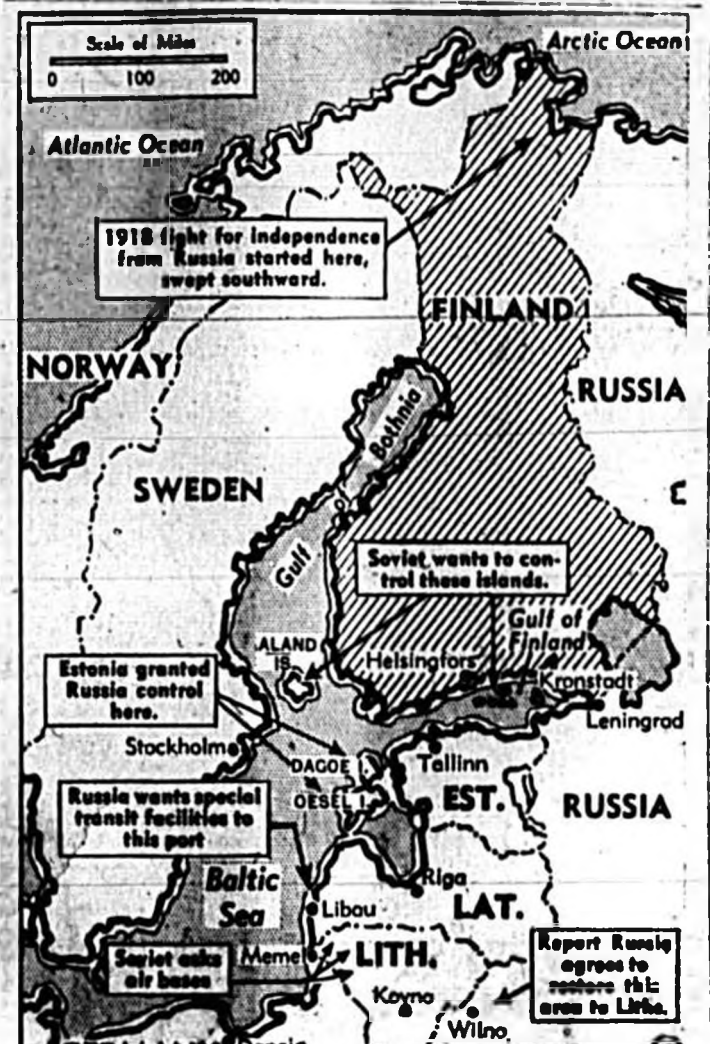 Scale of Miles
0 100 200
Arctic Ocean
Atlantic Ocean
1918 fight for independence
from Russia started here,
swept southward.
FINLAND
NORWAY
RUSSIA
Bothnia
SWEDEN
Gulf
Soviet wants to con-
trol these islands.
Gulf of
Finland
ALAND
IS.
Helsingfors
Kronstadt
Estonia granted
Russia control
here.
Leningrad
Stockholm
Tallinn
DAGOE I.
OESEL I.
EST.
RUSSIA
Russia wants special
transit facilities to
this port
Baltic
Sea
Riga
Libau
LAT.
Soviet asks
air bases
Memel
LITH.
Report Russia
agrees to
restore this
area to Lith.
Kovno
Wilno